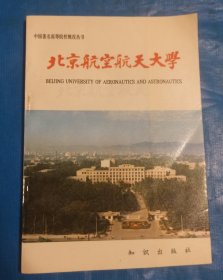 中国著名高等院校概况丛书
北京航空航天大學
BEIJING UNIVERSITY OF AERONAUTICS AND ASTRONAUTICS
知识出版社